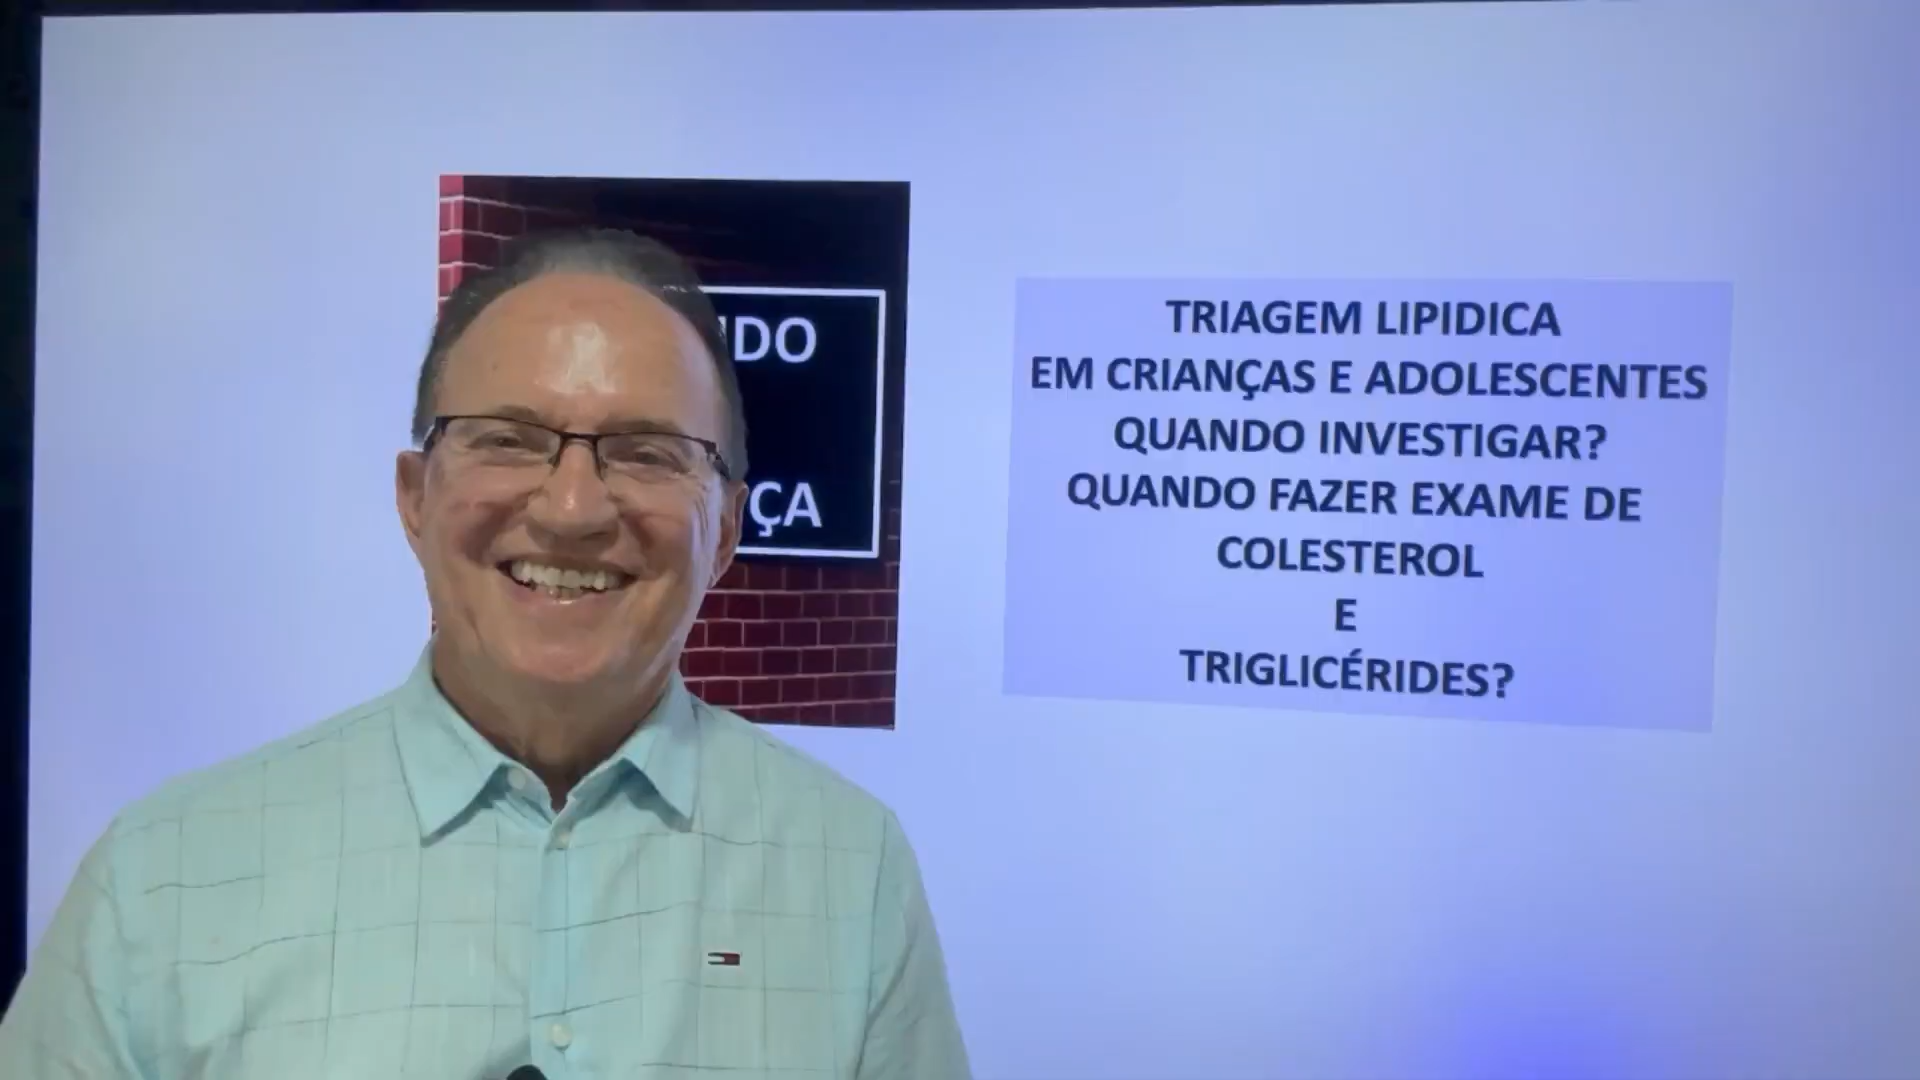 TRIAGEM LIPIDICA
EM CRIANÇAS E ADOLESCENTES
QUANDO INVESTIGAR?
QUANDO FAZER EXAME DE
COLESTEROL
E
TRIGLICÉRIDES?